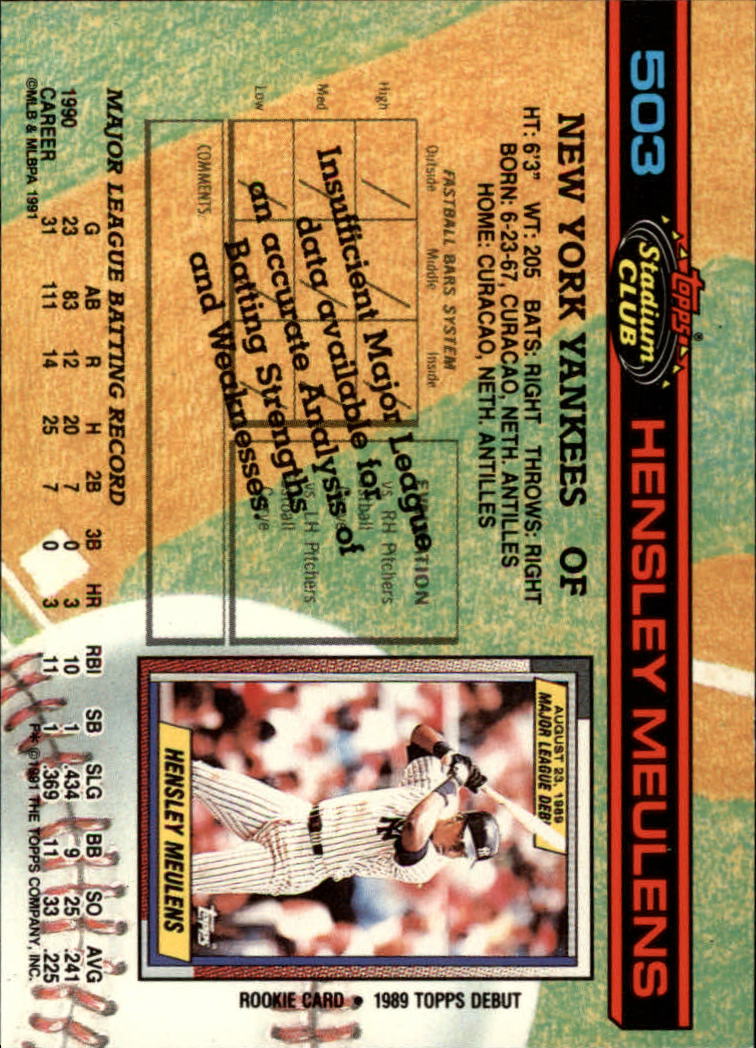 503
Topps®
Stadium
CLUB
HENSLEY MEULENS
NEW YORK YANKEES OF
HT: 6'3" WT: 205 BATS: RIGHT THROWS: RIGHT
BORN: 6-23-67, CURACAO, NETH. ANTILLES
HOME: CURACAO, NETH. ANTILLES
FASTBALL BARS SYSTEM
Outside Middle Inside
High
Med
Low
vs. RH Pitchers
vs. LH Pitchers
COMMENTS:
Insufficient Major League
data available for
an accurate Analysis of
Batting Strengths
and Weaknesses.
AUGUST 23, 1989
MAJOR LEAGUE DEB
HENSLEY MEULENS
Topps
ROOKIE CARD • 1989 TOPPS DEBUT
MAJOR LEAGUE BATTING RECORD
G AB R H 2B 3B HR RBI SB SLG BB SO AVG
1990 23 83 12 20 7 0 3 10 1 .434 9 25 .241
CAREER 31 111 14 25 7 0 3 11 1 .369 11 33 .225
©MLB & MLBPA 1991
©1991 THE TOPPS COMPANY, INC.